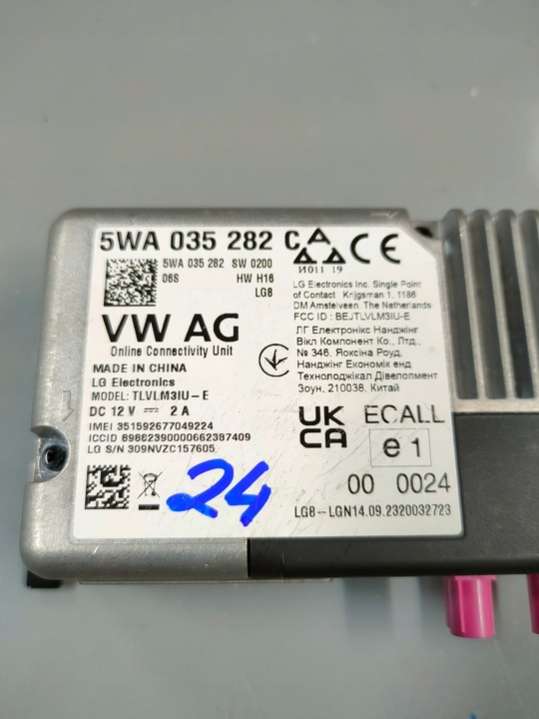 5WA 035 282 C
5WA 035 282 SW 0200
06S HW H16
LG8
И011 19
LG Electronics Inc. Single Point
of Contact Krijgsman 1, 1186
DM Amstelveen The Netherlands
FCC ID : BEJTLVLM3IU-E
VW AG
Online Connectivity Unit
ЛГ Електронікс Нанджінг
Вікл Компонент Ко., Лтд.,
№ 346, Яоксіна Роуд,
Нанджінг Економік енд
Текнолоджікал Дівелопмент
Зоун, 210038, Китай
MADE IN CHINA
LG Electronics
MODEL: TLVLM3IU-E
DC 12 V 2 A
IMEI 351592677049224
ICCID 89882390000662387409
LG S/N 309NVZC157605
UK
CA
ECALL
e 1
00 0024
24
LG8-LGN14.09.2320032723